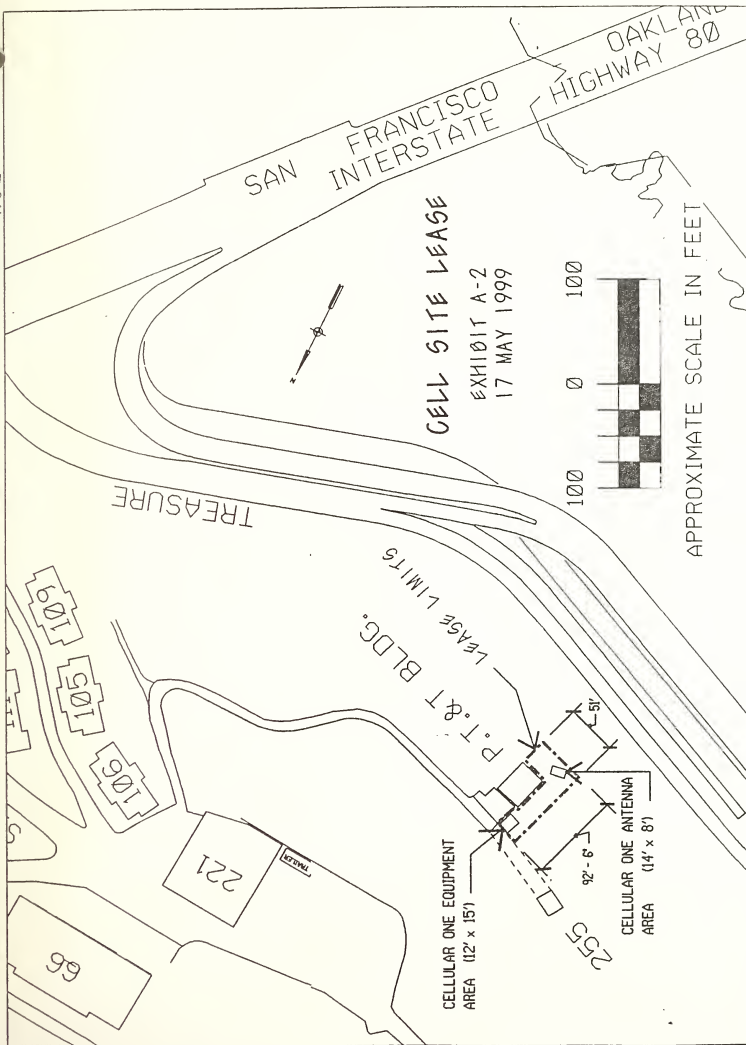 OAKLAND
HIGHWAY 80
SAN FRANCISCO
INTERSTATE
CELL SITE LEASE
EXHIBIT A-2
17 MAY 1999
N
100 0 100
APPROXIMATE SCALE IN FEET
TREASURE
109
105
106
111
221
TRAILER
66
P.T.&T BLDG.
LEASE LIMITS
CELLULAR ONE EQUIPMENT
AREA (12' x 15')
51'
92'-6"
CELLULAR ONE ANTENNA
AREA (14' x 8')
255